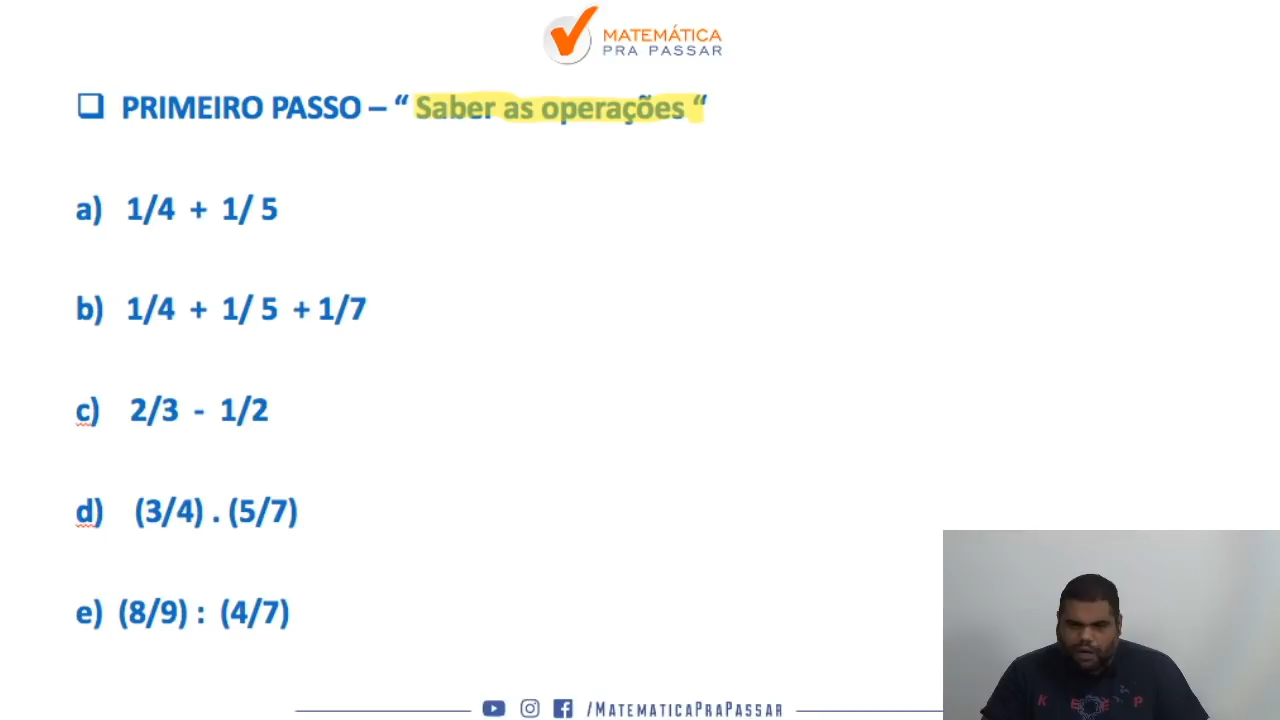 MATEMÁTICA
PRA PASSAR
❑ PRIMEIRO PASSO – “ Saber as operações “
a) 1/4 + 1/ 5
b) 1/4 + 1/ 5 + 1/7
c) 2/3 - 1/2
d) (3/4) . (5/7)
e) (8/9) : (4/7)
K E E P
/MATEMATICAPRAPASSAR